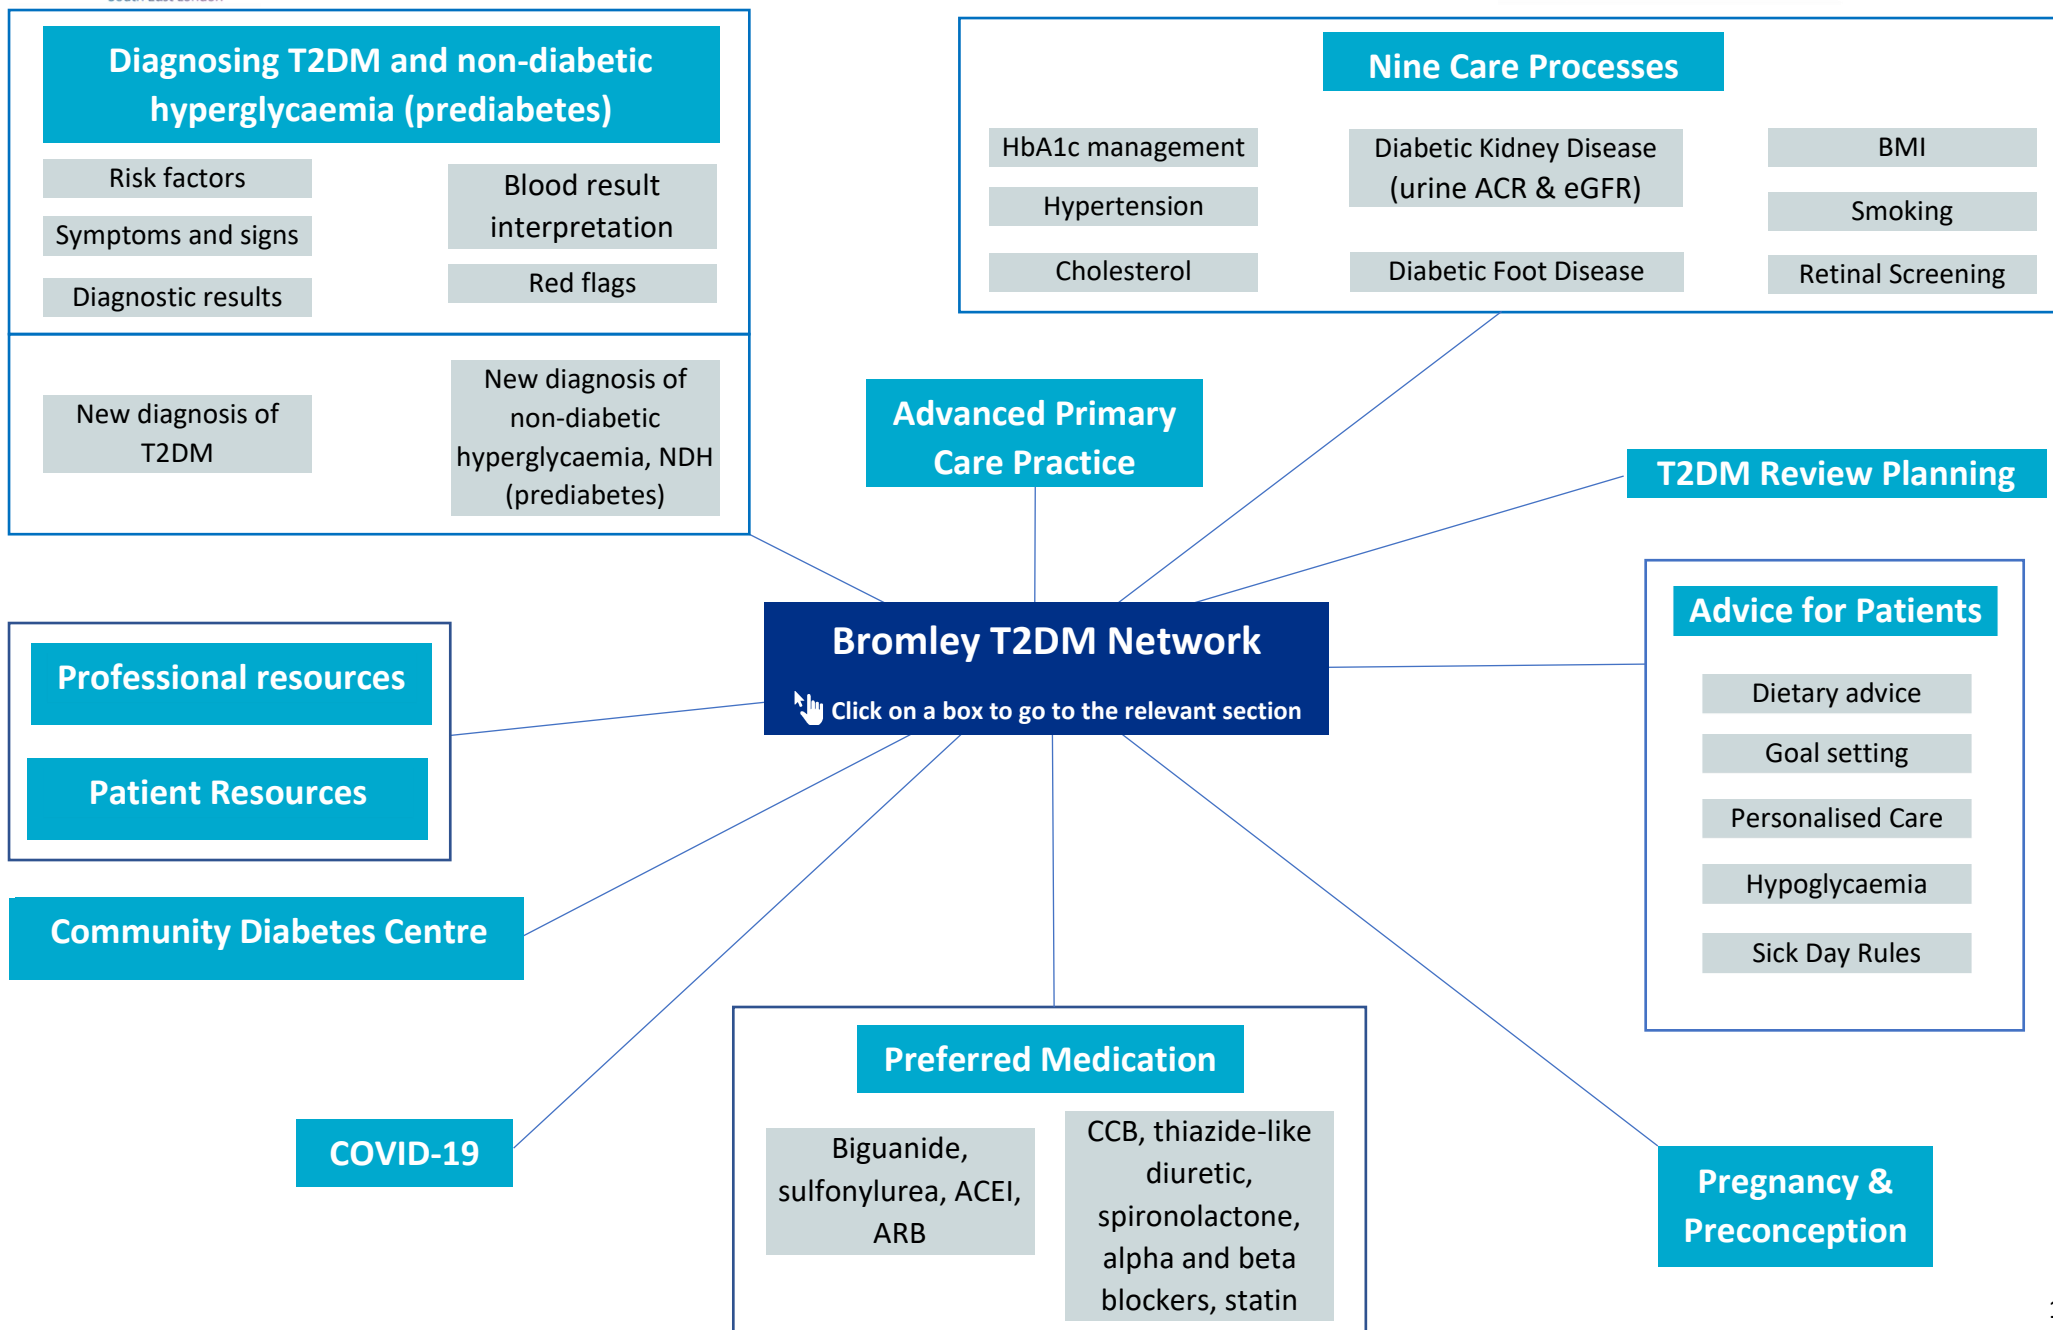 South East London
Diagnosing T2DM and non-diabetic
hyperglycaemia (prediabetes)
Risk factors
Symptoms and signs
Diagnostic results
Blood result
interpretation
Red flags
New diagnosis of
T2DM
New diagnosis of
non-diabetic
hyperglycaemia, NDH
(prediabetes)
Nine Care Processes
HbA1c management
Hypertension
Cholesterol
Diabetic Kidney Disease
(urine ACR & eGFR)
Diabetic Foot Disease
BMI
Smoking
Retinal Screening
Advanced Primary
Care Practice
T2DM Review Planning
Bromley T2DM Network
Click on a box to go to the relevant section
Advice for Patients
Dietary advice
Goal setting
Personalised Care
Hypoglycaemia
Sick Day Rules
Professional resources
Patient Resources
Community Diabetes Centre
COVID-19
Preferred Medication
Biguanide,
sulfonylurea, ACEI,
ARB
CCB, thiazide-like
diuretic,
spironolactone,
alpha and beta
blockers, statin
Pregnancy &
Preconception
1